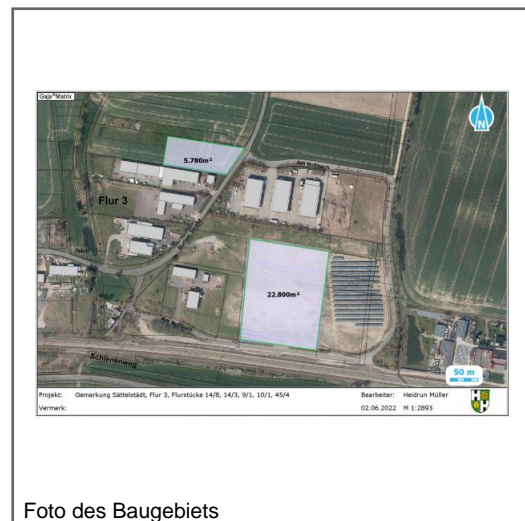 Gaja®Matrix
N
5.780m²
Am Nußbach
Flur 3
22.800m²
Schienenweg
50 m
Projekt: Gemarkung Sättelstädt, Flur 3, Flurstücke 14/8, 14/3, 9/1, 10/1, 45/4 Bearbeiter: Heidrun Müller
Vermerk: 02.06.2022 M 1:2893
Foto des Baugebiets